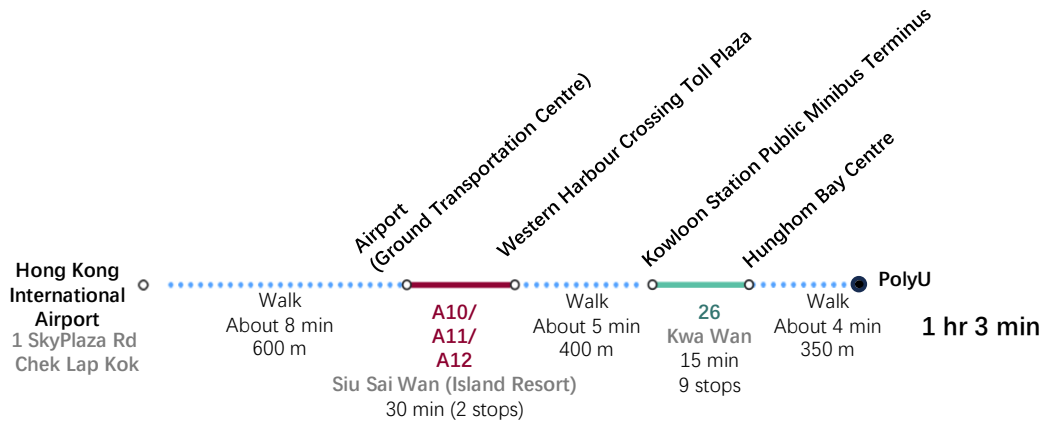 Airport
(Ground Transportation Centre)
Western Harbour Crossing Toll Plaza
Kowloon Station Public Minibus Terminus
Hunghom Bay Centre
Hong Kong
International
Airport
1 SkyPlaza Rd
Chek Lap Kok
Walk
About 8 min
600 m
A10/
A11/
A12
Siu Sai Wan (Island Resort)
30 min (2 stops)
Walk
About 5 min
400 m
26
Kwa Wan
15 min
9 stops
Walk
About 4 min
350 m
PolyU
1 hr 3 min